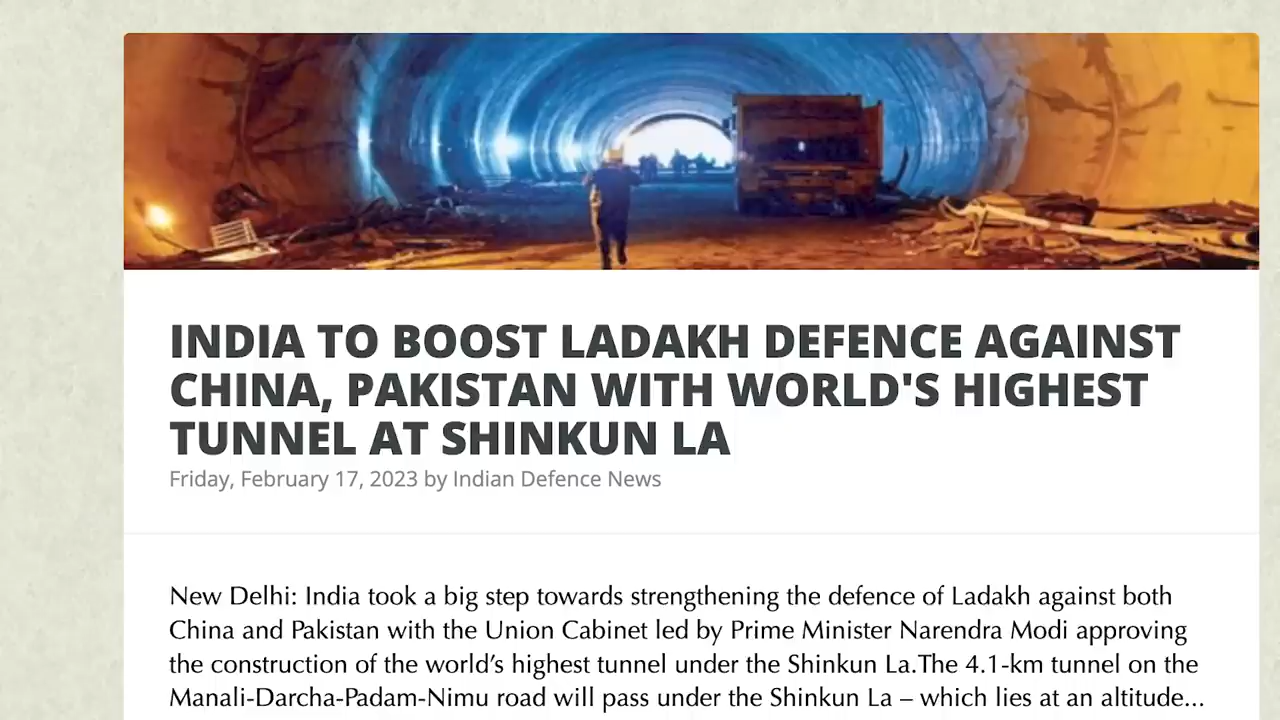 INDIA TO BOOST LADAKH DEFENCE AGAINST
CHINA, PAKISTAN WITH WORLD'S HIGHEST
TUNNEL AT SHINKUN LA
Friday, February 17, 2023 by Indian Defence News
New Delhi: India took a big step towards strengthening the defence of Ladakh against both
China and Pakistan with the Union Cabinet led by Prime Minister Narendra Modi approving
the construction of the world’s highest tunnel under the Shinkun La.The 4.1-km tunnel on the
Manali-Darcha-Padam-Nimu road will pass under the Shinkun La – which lies at an altitude...